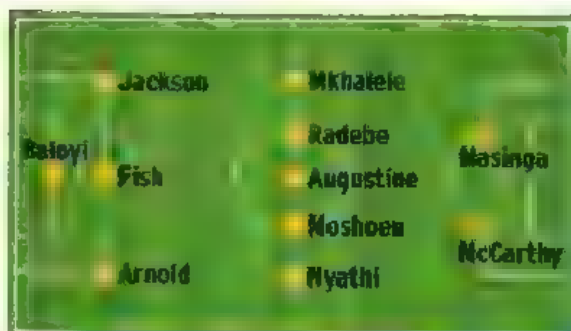 Jackson
Mkhalele
Radebe
Baloyi
Masinga
Fish
Augustine
Moshoeu
McCarthy
Arnold
Nyathi